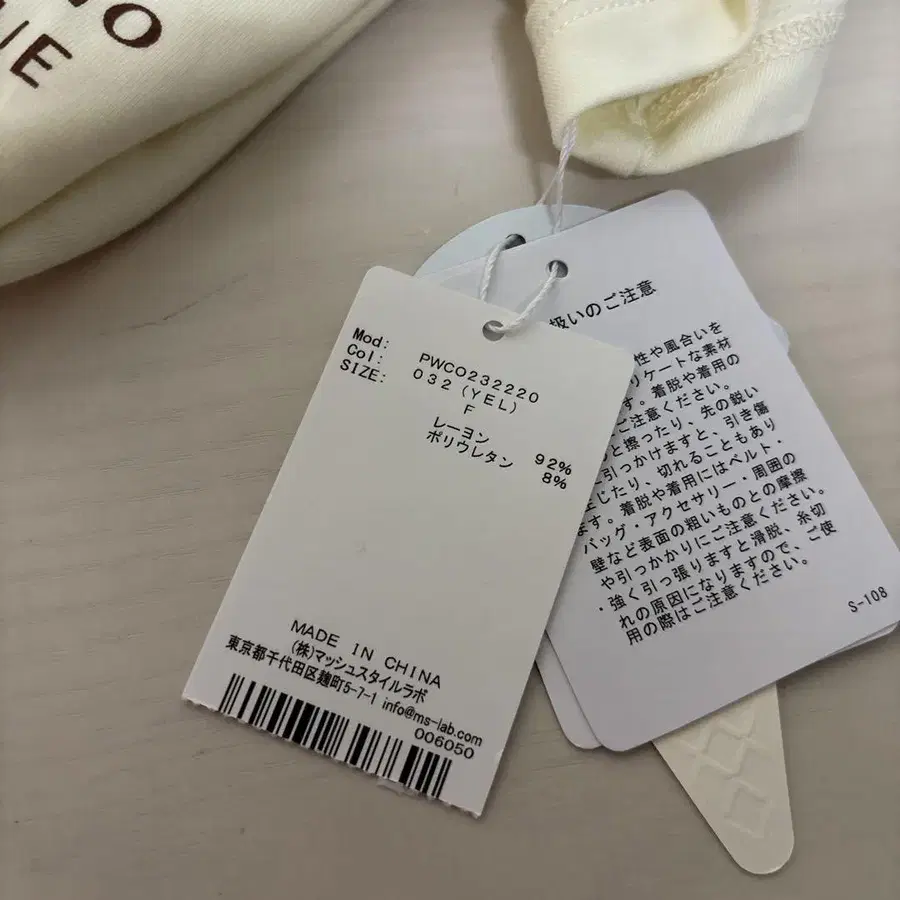 O
UE
Mod: PWCO232220
Col: 032(YEL)
SIZE: F
レーヨン 92%
ポリウレタン 8%
MADE IN CHINA
(株)マッシュスタイルラボ
東京都千代田区麹町5-7-1 info@ms-lab.com
006050
扱いのご注意
性や風合いを
リケートな素材
す。着脱や着用の
ご注意ください。
と擦ったり、先の鋭い
引っかけますと、引き傷
じたり、切れることもあり
ます。着脱や着用にはベルト・
バッグ・アクセサリー・周囲の
壁など表面の粗いものとの摩擦
や引っかかりにご注意ください。
・強く引っ張りますと滑脱、糸切
れの原因になりますので、ご使
用の際はご注意ください。
S-108